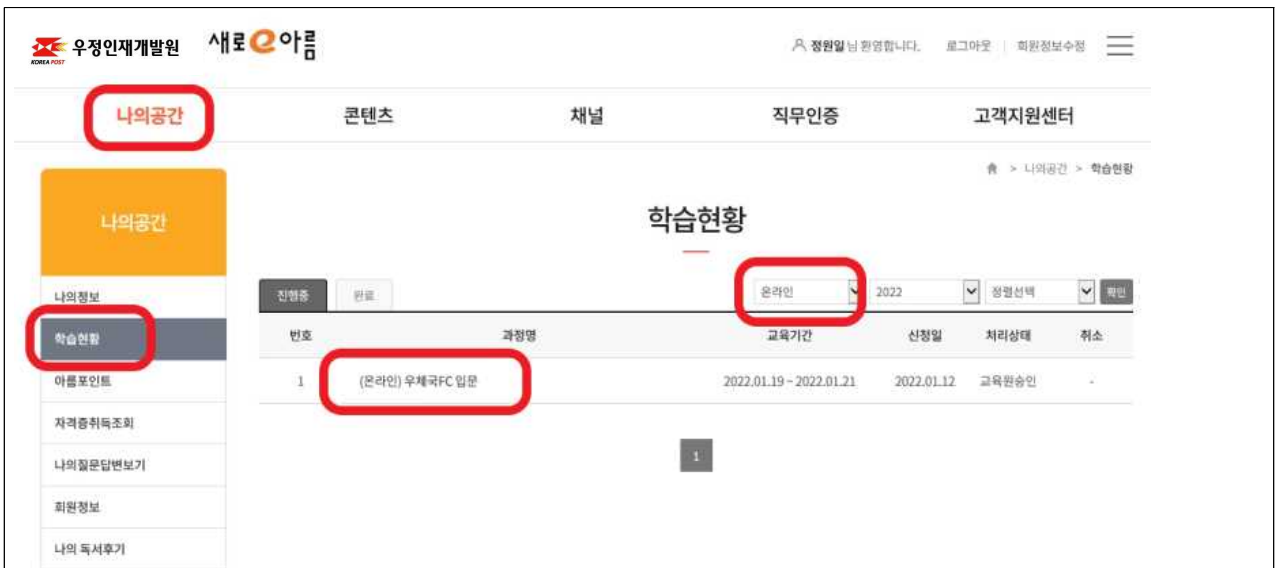 KOREA POST 우정인재개발원 새로e아름 정원일님 환영합니다. 로그아웃 | 회원정보수정
나의공간 콘텐츠 채널 직무인증 고객지원센터
> 나의공간 > 학습현황
나의공간
학습현황
나의정보
학습현황
아름포인트
자격증취득조회
나의질문답변보기
회원정보
나의 독서후기
진행중 완료 온라인 2022 정렬선택 확인
번호 과정명 교육기간 신청일 처리상태 취소
1 (온라인) 우체국FC 입문 2022.01.19 ~ 2022.01.21 2022.01.12 교육원승인 -
1